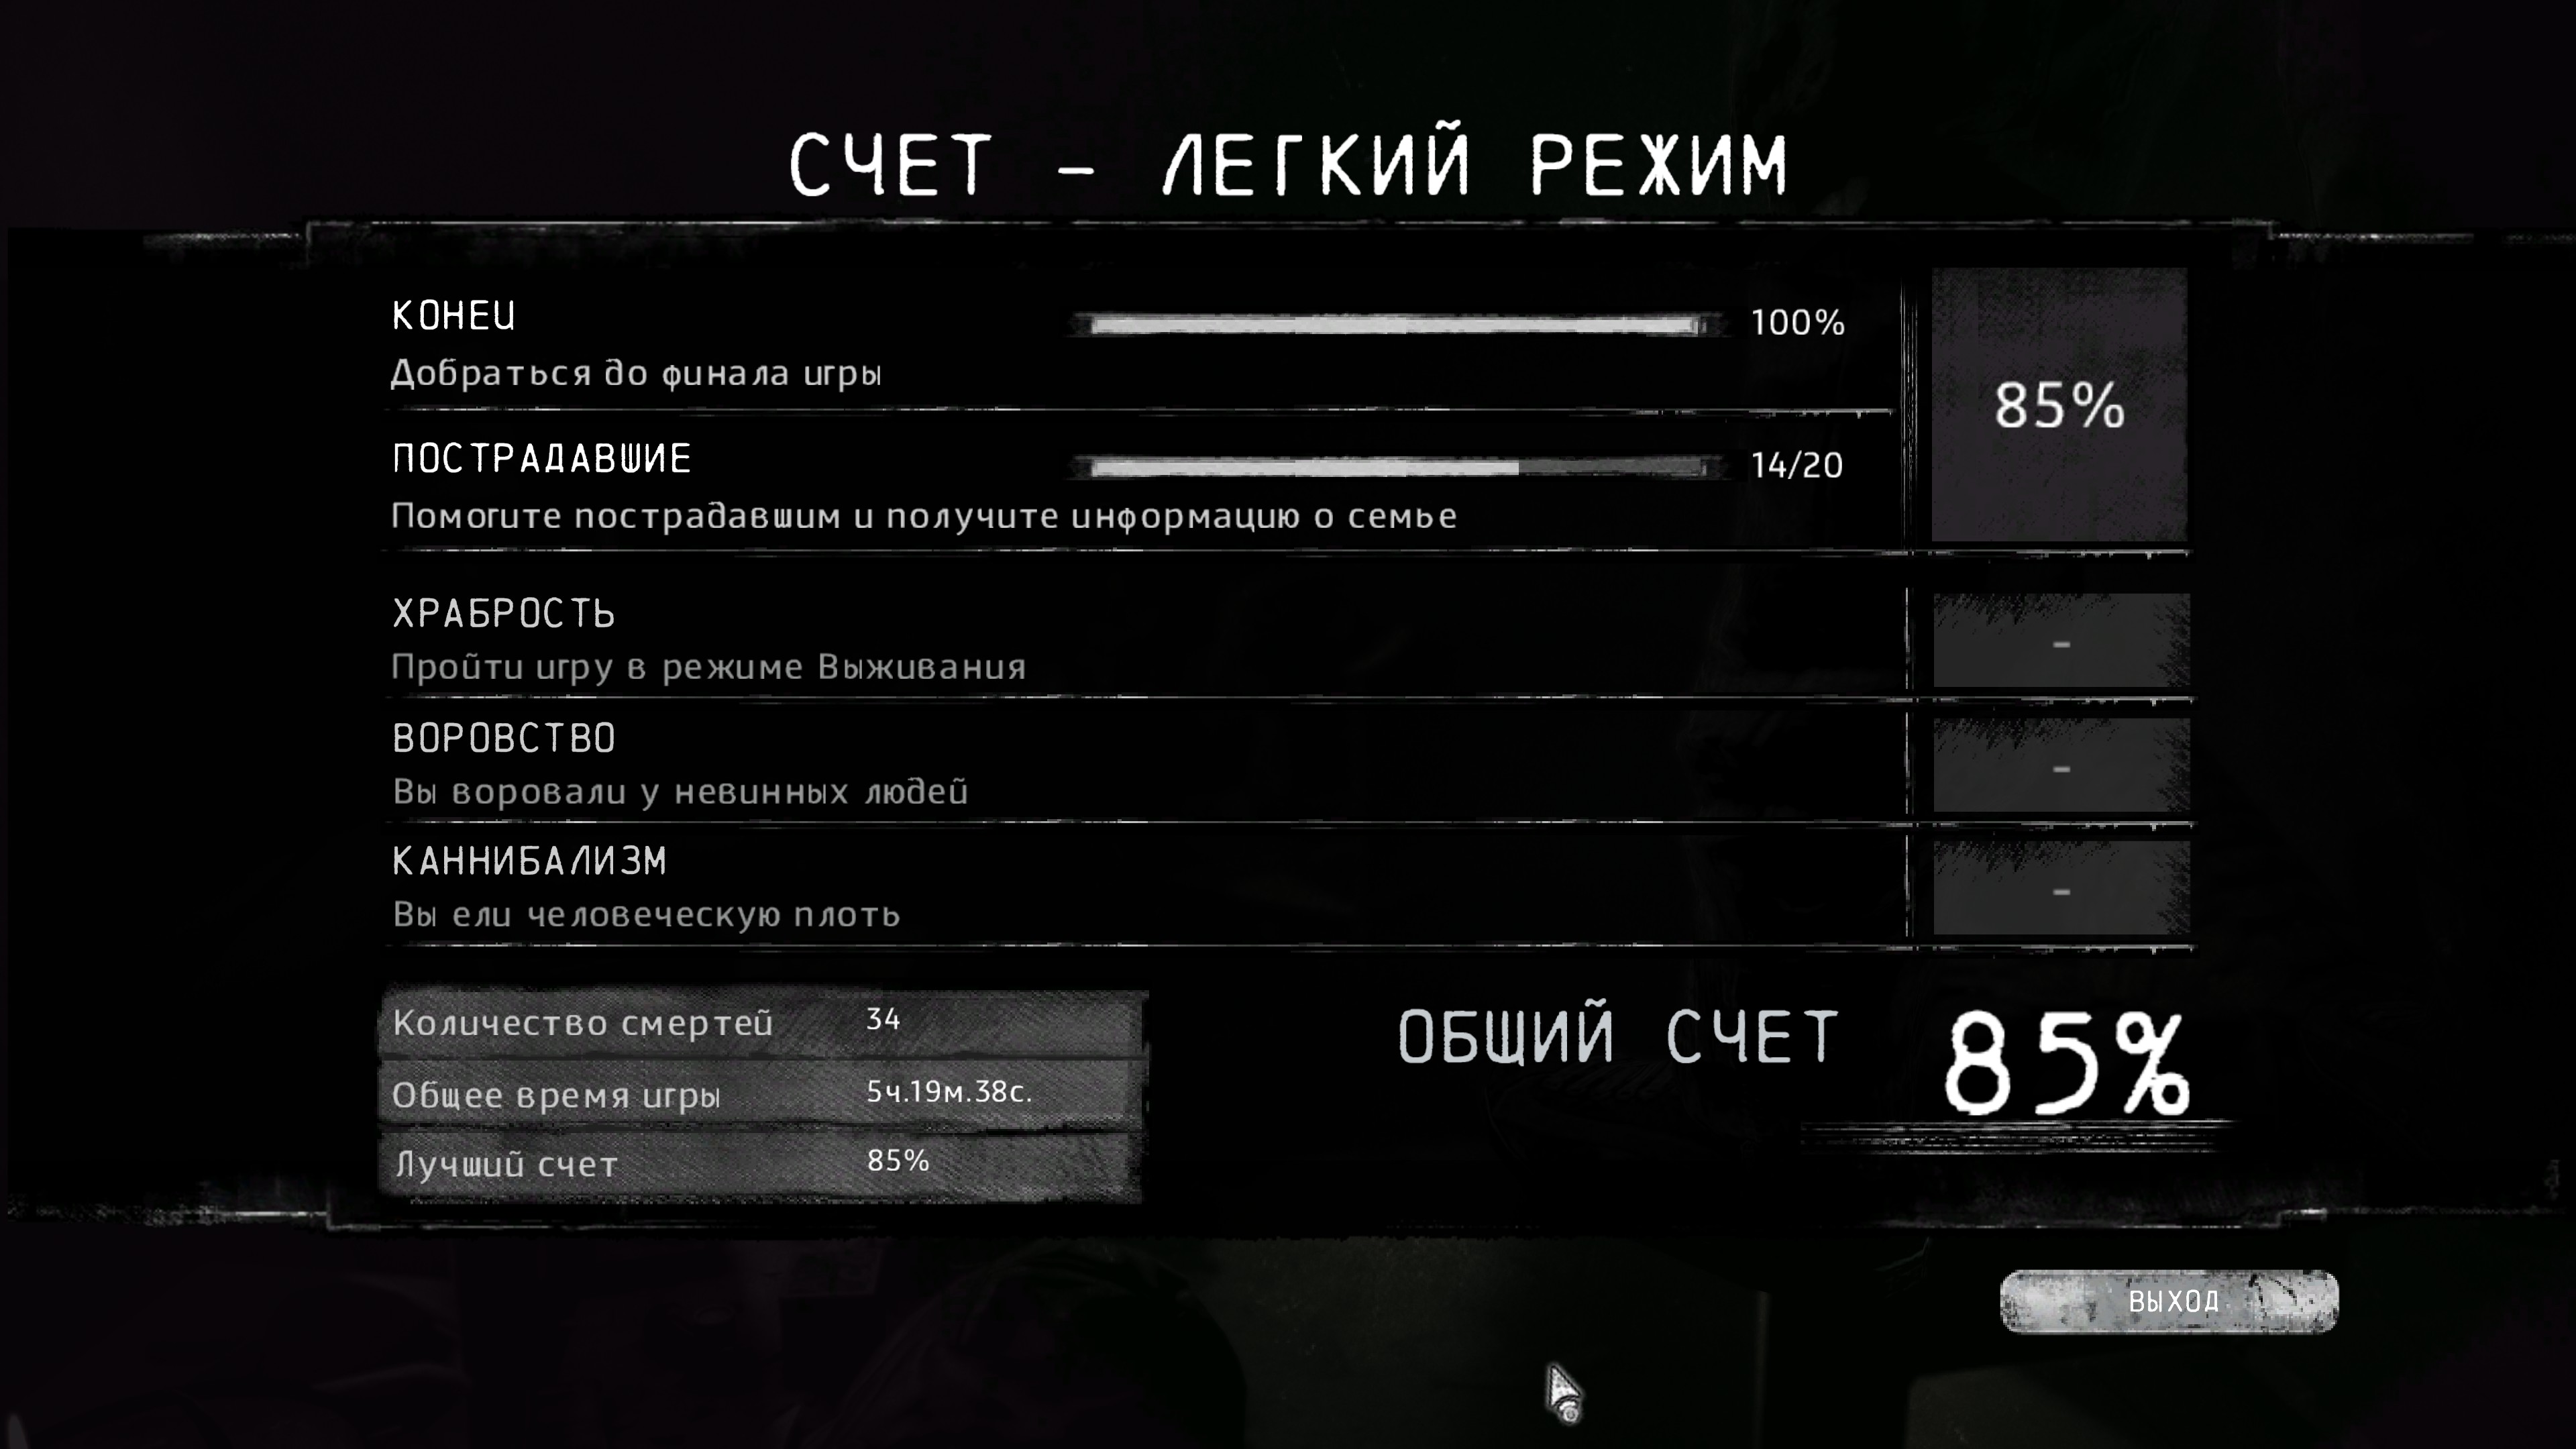 СЧЕТ - ЛЕГКИЙ РЕЖИМ
КОНЕЦ
100%
Добраться до финала игры
85%
ПОСТРАДАВШИЕ
14/20
Помогите пострадавшим и получите информацию о семье
ХРАБРОСТЬ
-
Пройти игру в режиме Выживания
ВОРОВСТВО
-
Вы воровали у невинных людей
КАННИБАЛИЗМ
-
Вы ели человеческую плоть
Количество смертей 34
Общее время игры 5ч.19м.38с.
Лучший счет 85%
ОБЩИЙ СЧЕТ 85%
ВЫХОД